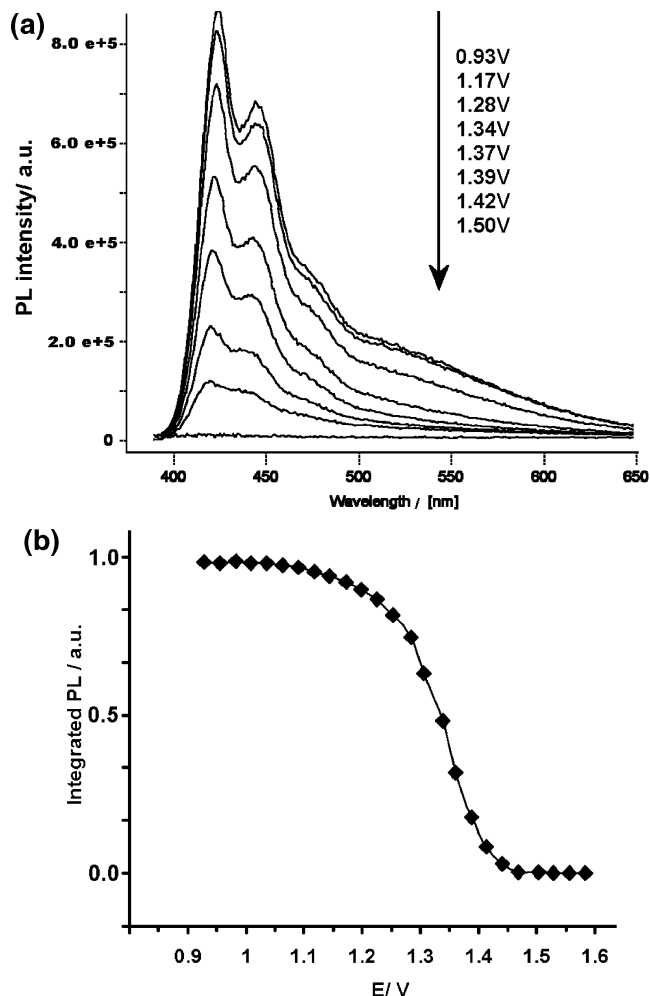 (a)
8.0 e+5
6.0 e+5
4.0 e+5
2.0 e+5
0
PL intensity/ a.u.
0.93V
1.17V
1.28V
1.34V
1.37V
1.39V
1.42V
1.50V
400 450 500 550 600 650
Wavelength / [nm]
(b)
1.0
0.5
0.0
Integrated PL / a.u.
0.9 1 1.1 1.2 1.3 1.4 1.5 1.6
E/ V